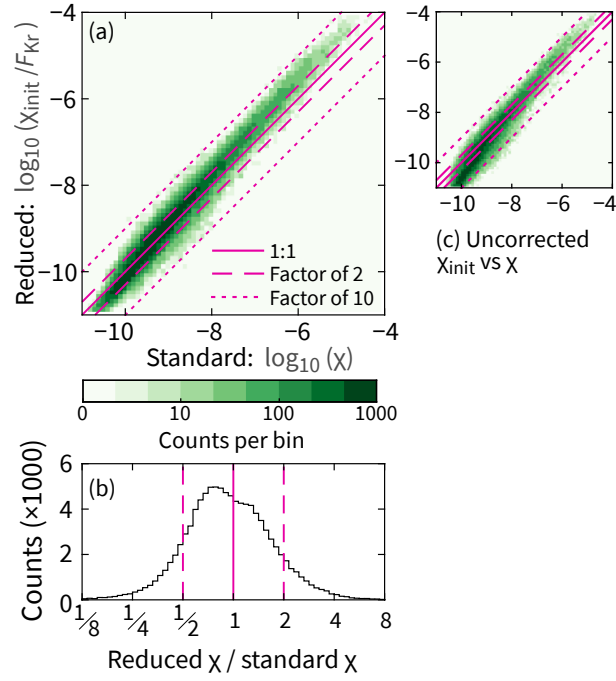 (a)
−4
−6
−8
−10
Reduced: log₁₀ (χinit /FKr)
1:1
Factor of 2
Factor of 10
−10 −8 −6 −4
Standard: log₁₀ (χ)
−4
−6
−8
−10
−10 −8 −6 −4
(c) Uncorrected
χinit vs χ
0 10 100 1000
Counts per bin
(b)
6
4
2
0
Counts (×1000)
1/8 1/4 1/2 1 2 4 8
Reduced χ / standard χ